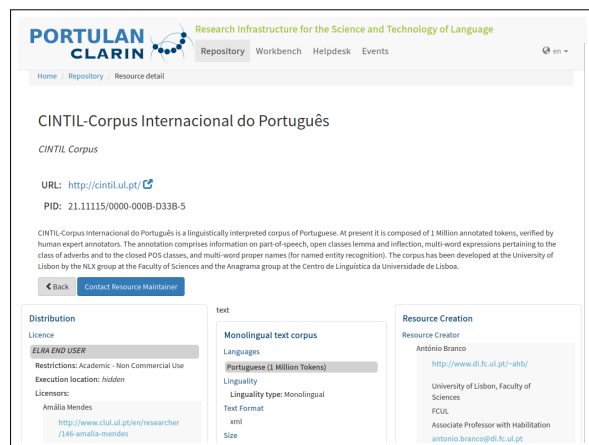 PORTULAN
CLARIN
Research Infrastructure for the Science and Technology of Language
Repository Workbench Helpdesk Events en
Home / Repository / Resource detail
CINTIL-Corpus Internacional do Português
CINTIL Corpus
URL: http://cintil.ul.pt/
PID: 21.11115/0000-000B-D33B-5
CINTIL-Corpus Internacional do Português is a linguistically interpreted corpus of Portuguese. At present it is composed of 1 Million annotated tokens, verified by
human expert annotators. The annotation comprises information on part-of-speech, open classes lemma and inflection, multi-word expressions pertaining to the
class of adverbs and to the closed POS classes, and multi-word proper names (for named entity recognition). The corpus has been developed at the University of
Lisbon by the NLX group at the Faculty of Sciences and the Anagrama group at the Centro de Linguística da Universidade de Lisboa.
Back Contact Resource Maintainer
Distribution
Licence
ELRA END USER
Restrictions: Academic - Non Commercial Use
Execution location: hidden
Licensors:
Amália Mendes
http://www.clul.ul.pt/en/researcher
/146-amalia-mendes
text
Monolingual text corpus
Languages
Portuguese (1 Million Tokens)
Linguality
Linguality type: Monolingual
Text Format
xml
Size
Resource Creation
Resource Creator
António Branco
http://www.di.fc.ul.pt/~ahb/
University of Lisbon, Faculty of
Sciences
FCUL
Associate Professor with Habilitation
antonio.branco@di.fc.ul.pt